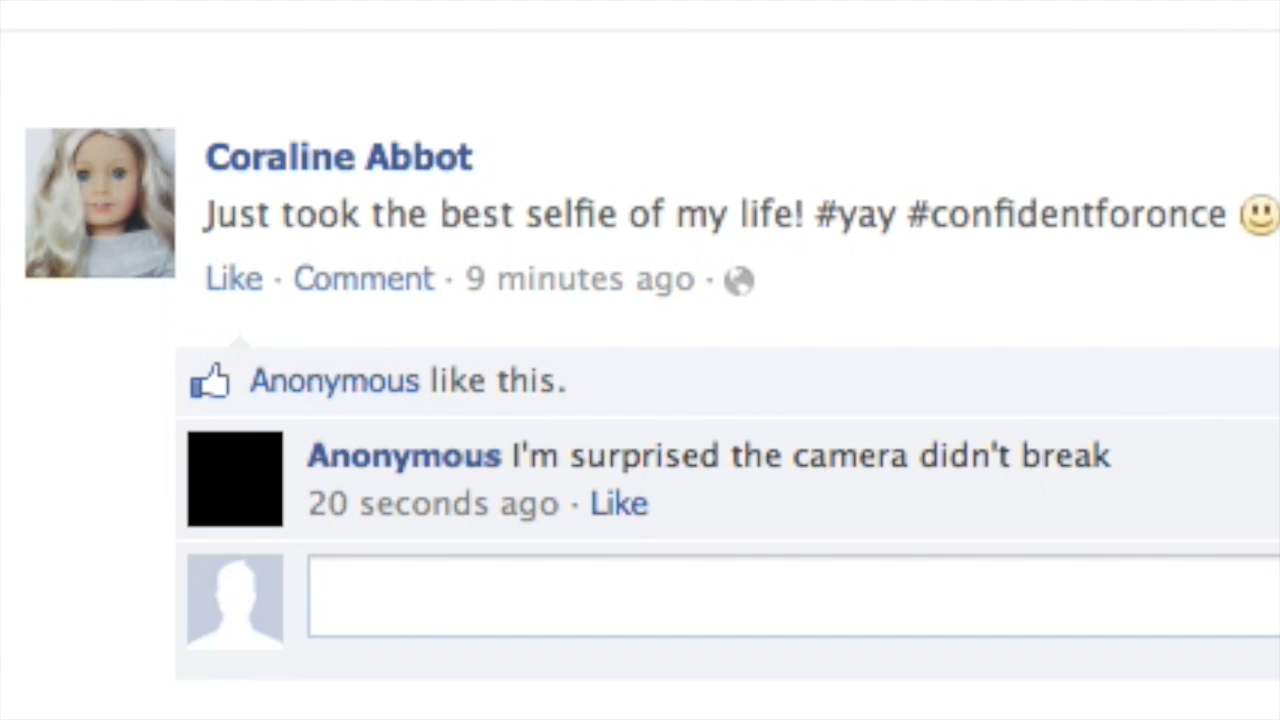 Coraline Abbot
Just took the best selfie of my life! #yay #confidentforonce
Like · Comment · 9 minutes ago ·
Anonymous like this.
Anonymous I'm surprised the camera didn't break
20 seconds ago · Like